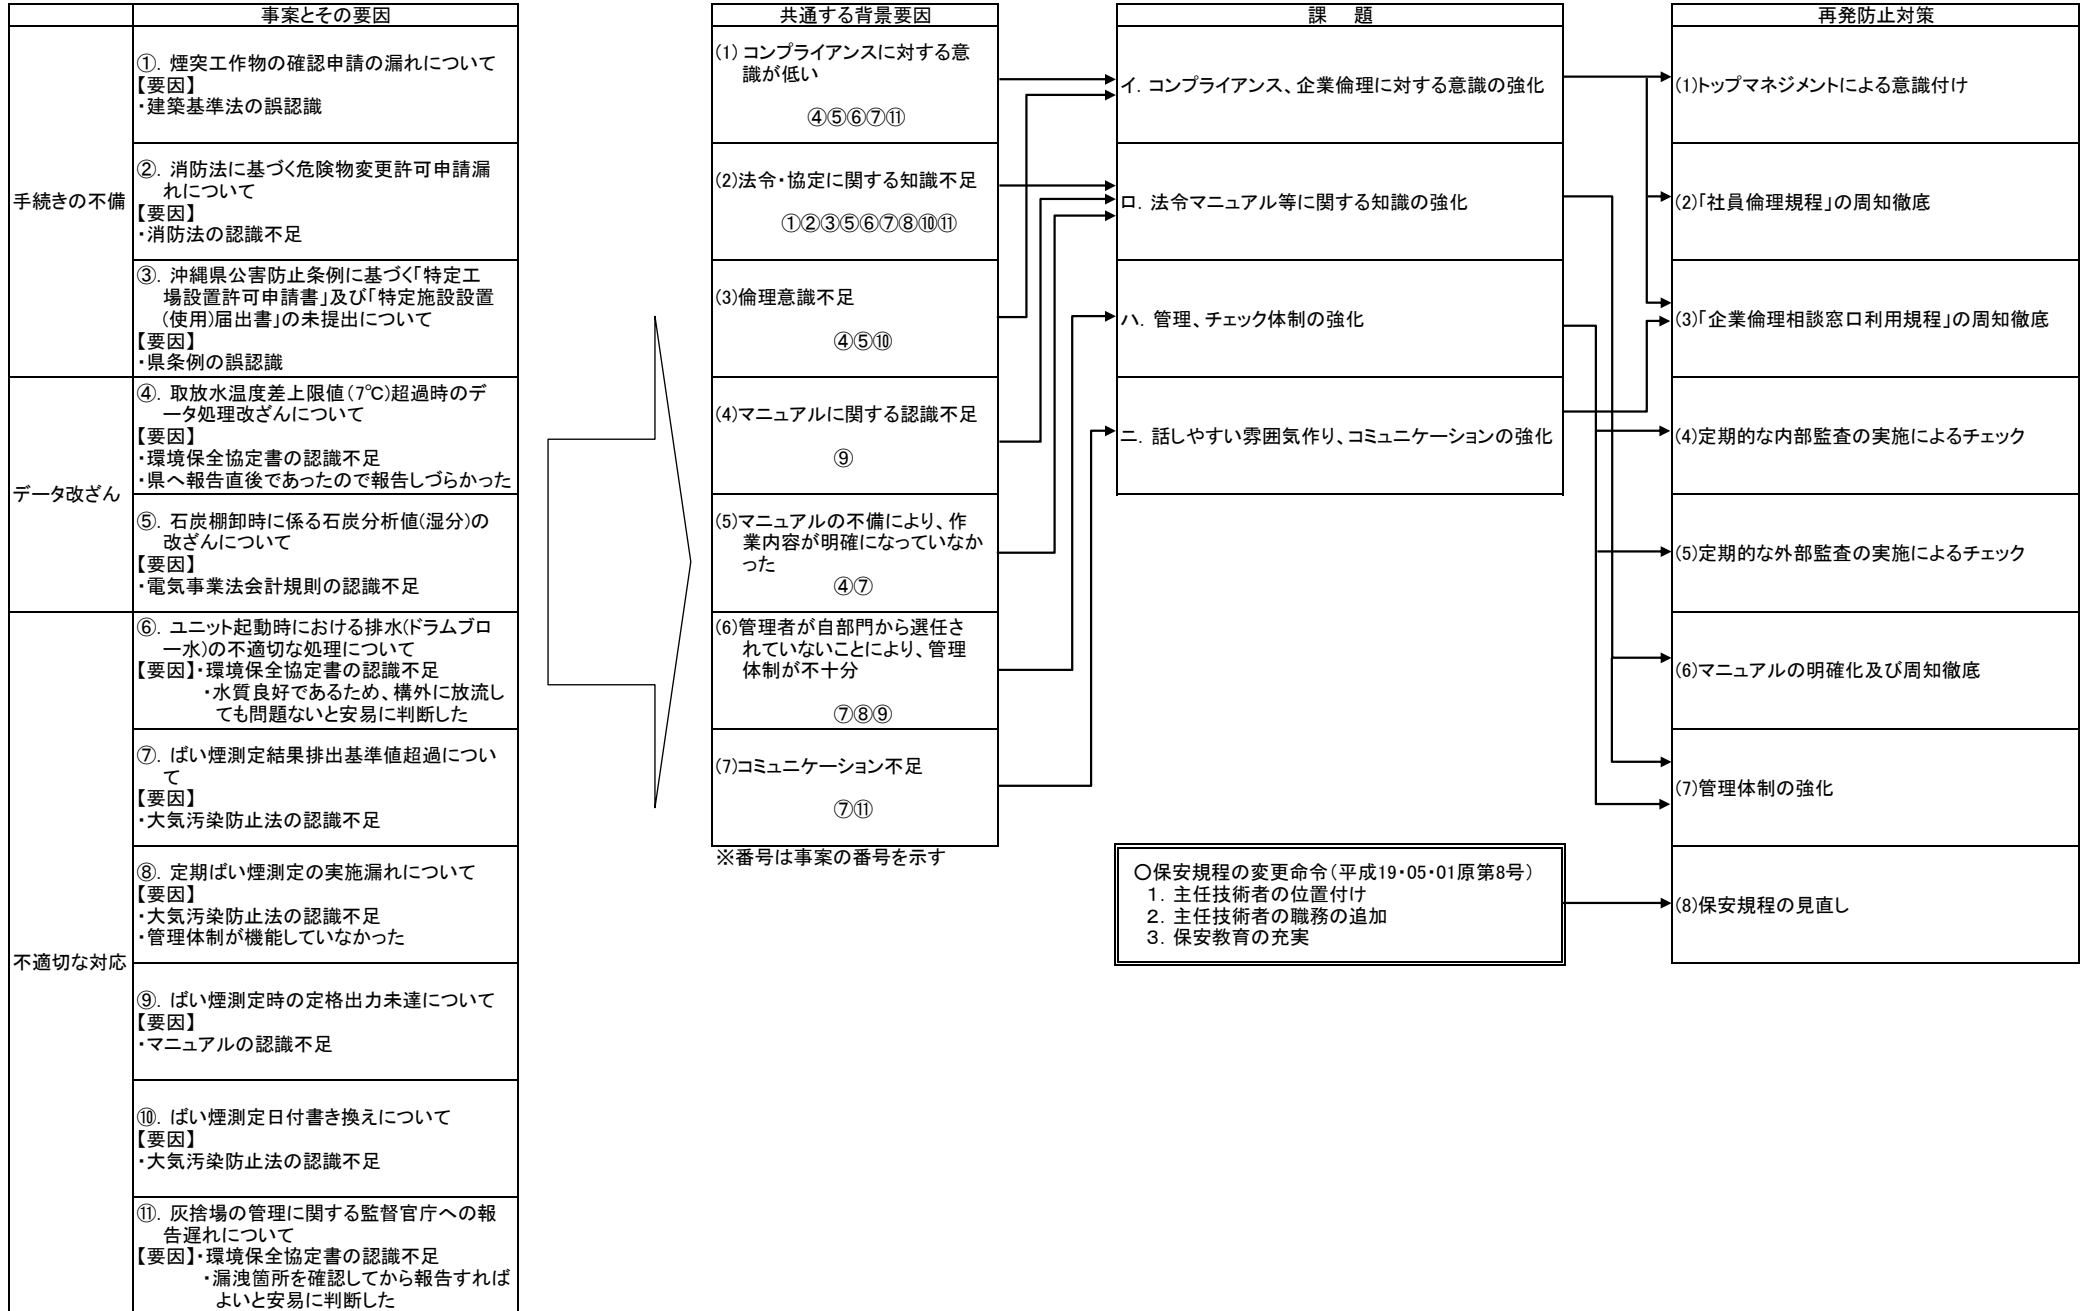 事案とその要因
手続きの不備
①．煙突工作物の確認申請の漏れについて
【要因】
・建築基準法の誤認識
②．消防法に基づく危険物変更許可申請漏
れについて
【要因】
・消防法の認識不足
③．沖縄県公害防止条例に基づく「特定工
場設置許可申請書」及び「特定施設設置
(使用)届出書」の未提出について
【要因】
・県条例の誤認識
データ改ざん
④．取放水温度差上限値(7℃)超過時のデ
ータ処理改ざんについて
【要因】
・環境保全協定書の認識不足
・県へ報告直後であったので報告しづらかった
⑤．石炭棚卸時に係る石炭分析値(湿分)の
改ざんについて
【要因】
・電気事業法会計規則の認識不足
不適切な対応
⑥．ユニット起動時における排水(ドラムブロ
ー水)の不適切な処理について
【要因】・環境保全協定書の認識不足
・水質良好であるため、構外に放流し
ても問題ないと安易に判断した
⑦．ばい煙測定結果排出基準値超過につい
て
【要因】
・大気汚染防止法の認識不足
⑧．定期ばい煙測定の実施漏れについて
【要因】
・大気汚染防止法の認識不足
・管理体制が機能していなかった
⑨．ばい煙測定時の定格出力未達について
【要因】
・マニュアルの認識不足
⑩．ばい煙測定日付書き換えについて
【要因】
・大気汚染防止法の認識不足
⑪．灰捨場の管理に関する監督官庁への報
告遅れについて
【要因】・環境保全協定書の認識不足
・漏洩箇所を確認してから報告すれば
よいと安易に判断した
共通する背景要因
(1) コンプライアンスに対する意
識が低い
④⑤⑥⑦⑪
(2)法令・協定に関する知識不足
①②③⑤⑥⑦⑧⑩⑪
(3)倫理意識不足
④⑤⑩
(4)マニュアルに関する認識不足
⑨
(5)マニュアルの不備により、作
業内容が明確になっていなか
った
④⑦
(6)管理者が自部門から選任さ
れていないことにより、管理
体制が不十分
⑦⑧⑨
(7)コミュニケーション不足
⑦⑪
※番号は事案の番号を示す
課　題
イ．コンプライアンス、企業倫理に対する意識の強化
ロ．法令マニュアル等に関する知識の強化
ハ．管理、チェック体制の強化
ニ．話しやすい雰囲気作り、コミュニケーションの強化
○保安規程の変更命令(平成19・05・01原第8号)
１．主任技術者の位置付け
２．主任技術者の職務の追加
３．保安教育の充実
再発防止対策
(1)トップマネジメントによる意識付け
(2)「社員倫理規程」の周知徹底
(3)「企業倫理相談窓口利用規程」の周知徹底
(4)定期的な内部監査の実施によるチェック
(5)定期的な外部監査の実施によるチェック
(6)マニュアルの明確化及び周知徹底
(7)管理体制の強化
(8)保安規程の見直し